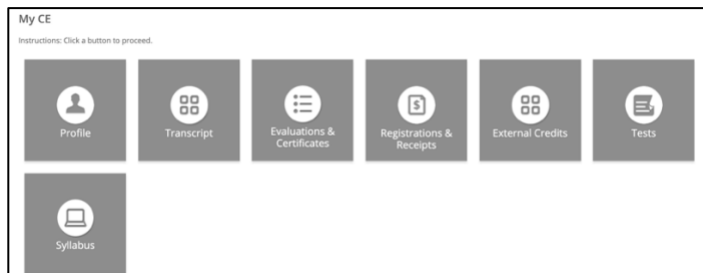 My CE
Instructions: Click a button to proceed.
Profile
Transcript
Evaluations &
Certificates
Registrations &
Receipts
External Credits
Tests
Syllabus